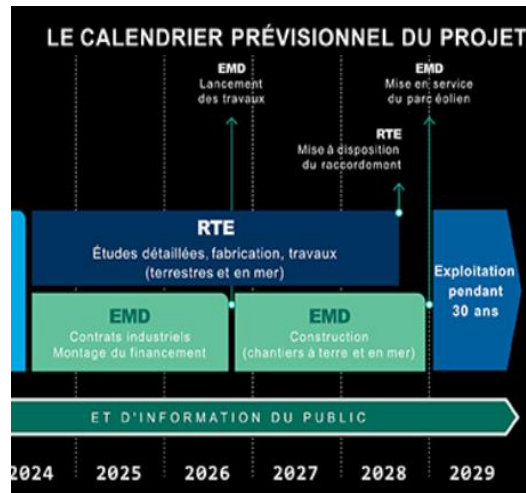 LE CALENDRIER PRÉVISIONNEL DU PROJET
EMD
Lancement
des travaux
EMD
Mise en service
du parc éolien
RTE
Mise à disposition
du raccordement
RTE
Études détaillées, fabrication, travaux
(terrestres et en mer)
EMD
Contrats industriels
Montage du financement
EMD
Construction
(chantiers à terre et en mer)
Exploitation
pendant
30 ans
ET D'INFORMATION DU PUBLIC
2024 2025 2026 2027 2028 2029